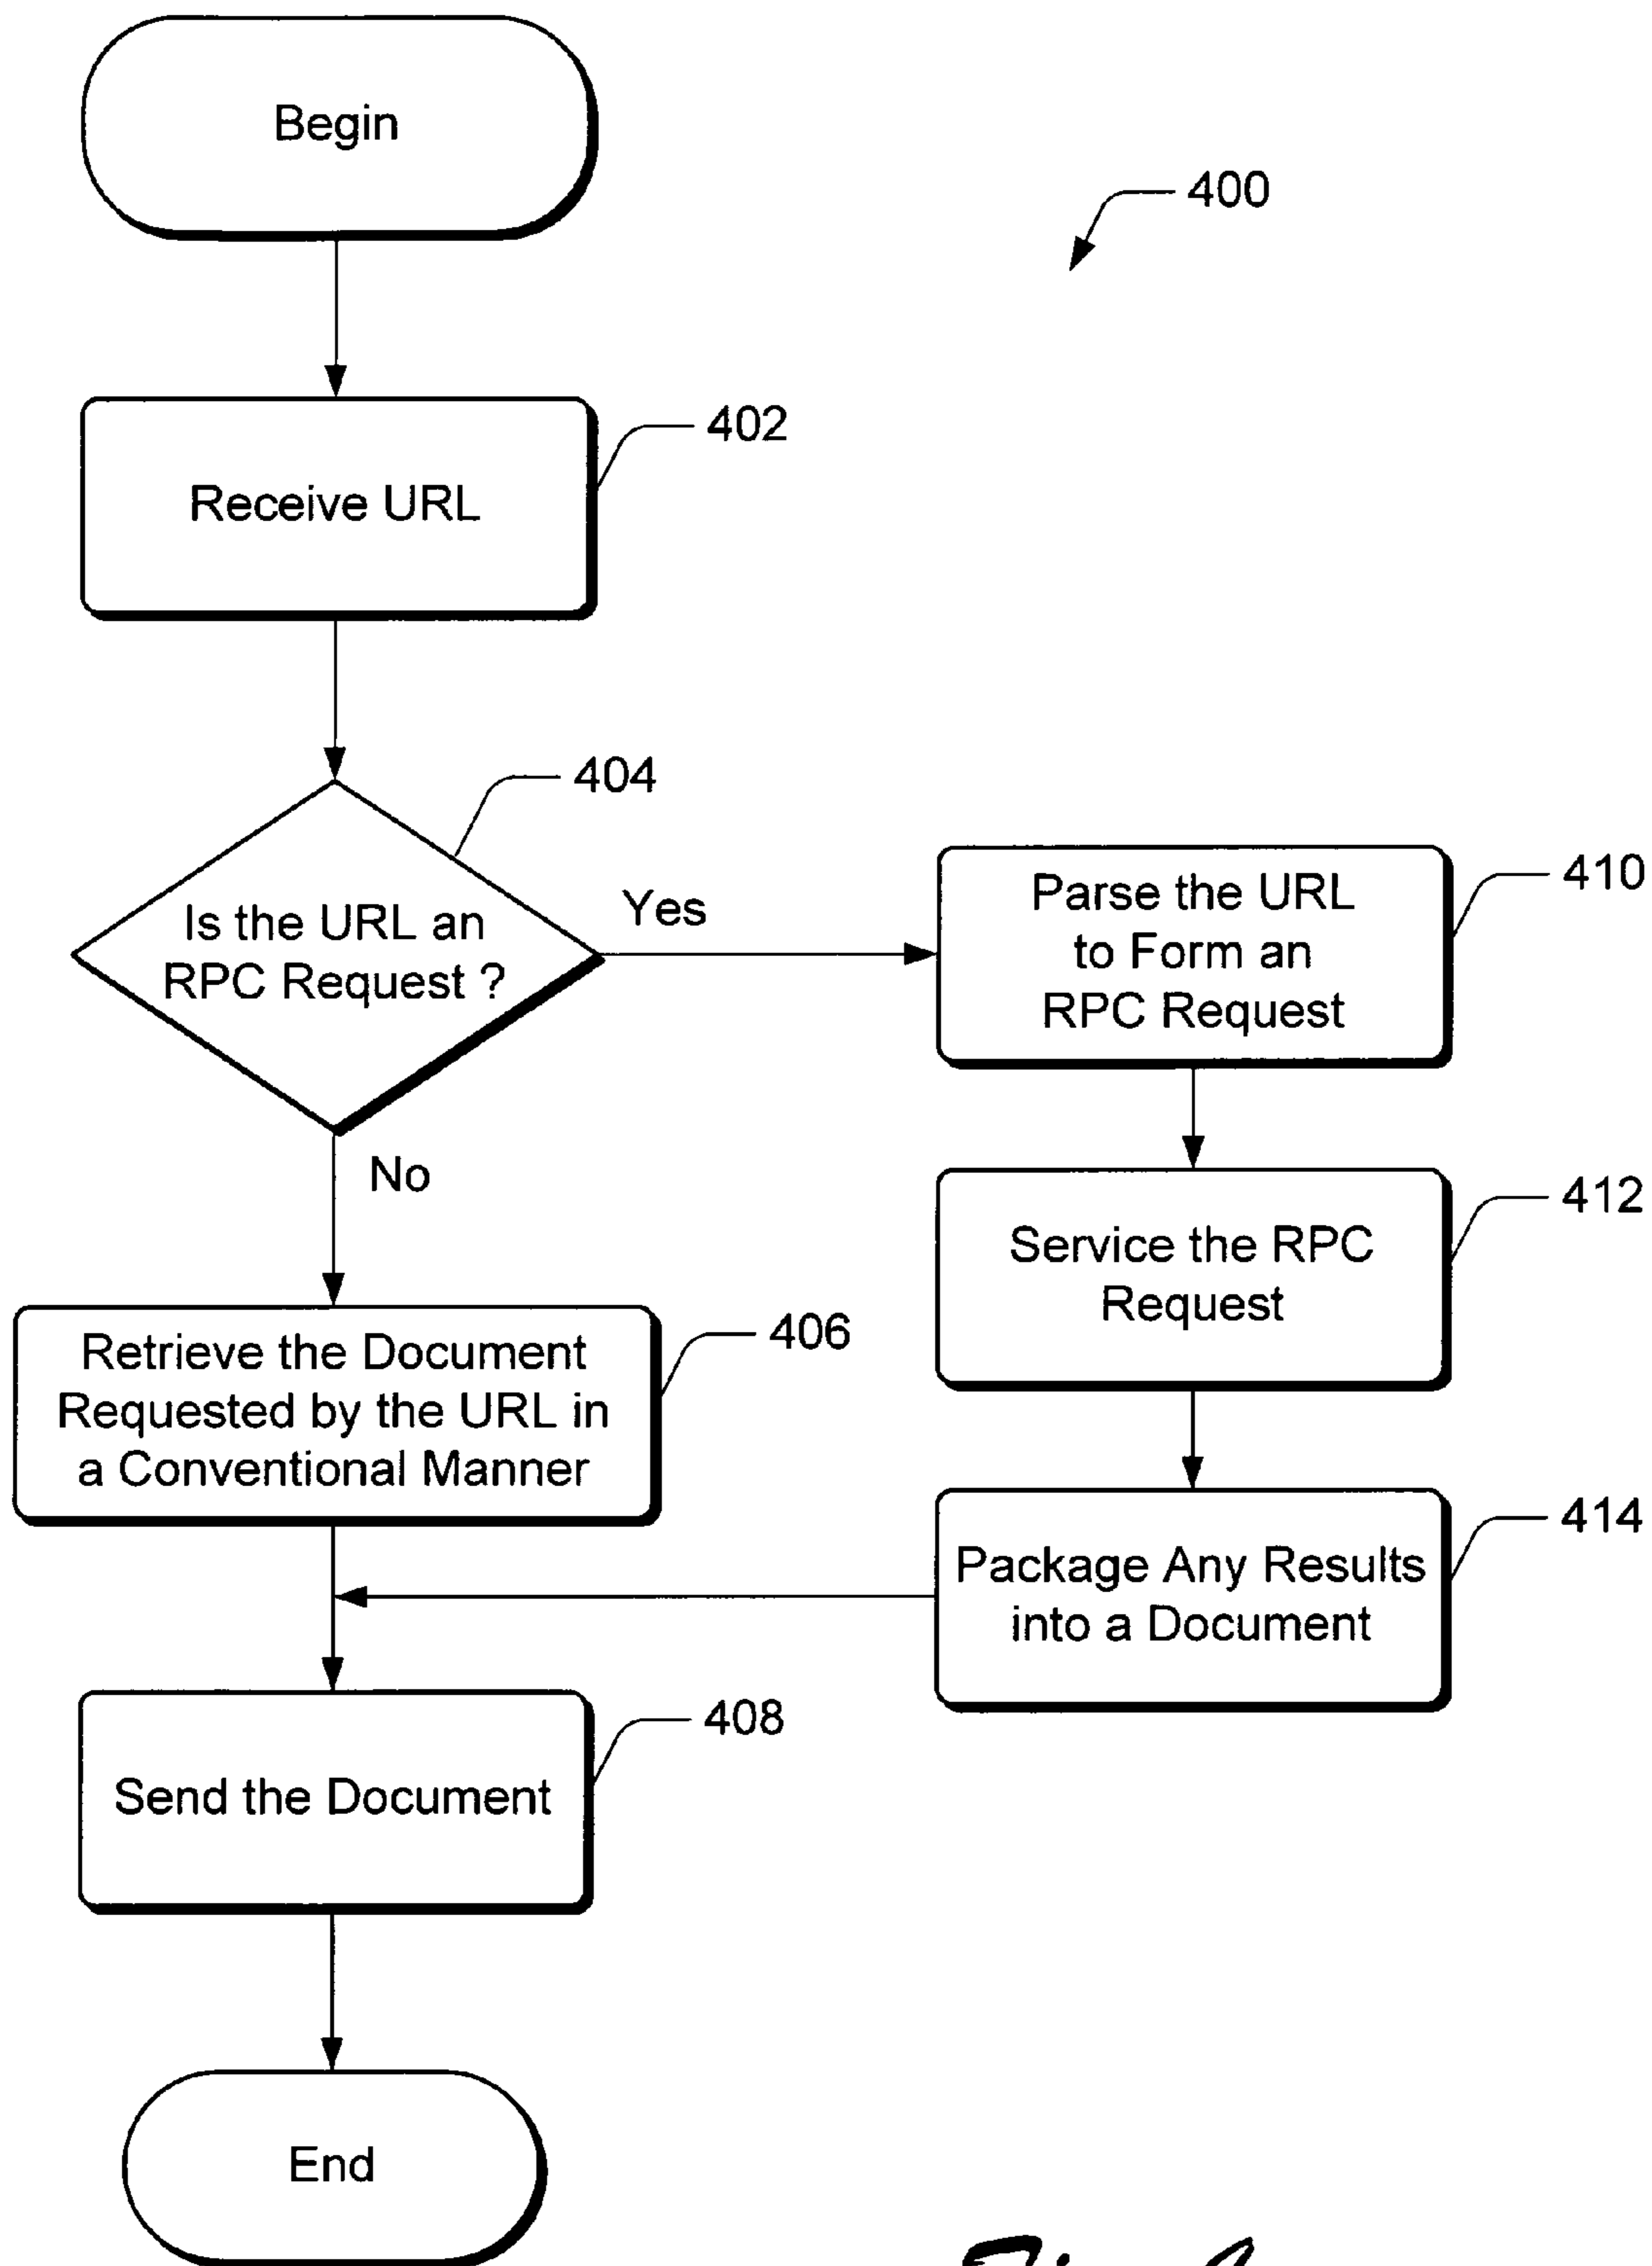 Begin
400
402
Receive URL
404
Is the URL an
RPC Request ?
Yes
410
Parse the URL
to Form an
RPC Request
No
412
Service the RPC
Request
406
Retrieve the Document
Requested by the URL in
a Conventional Manner
414
Package Any Results
into a Document
408
Send the Document
End